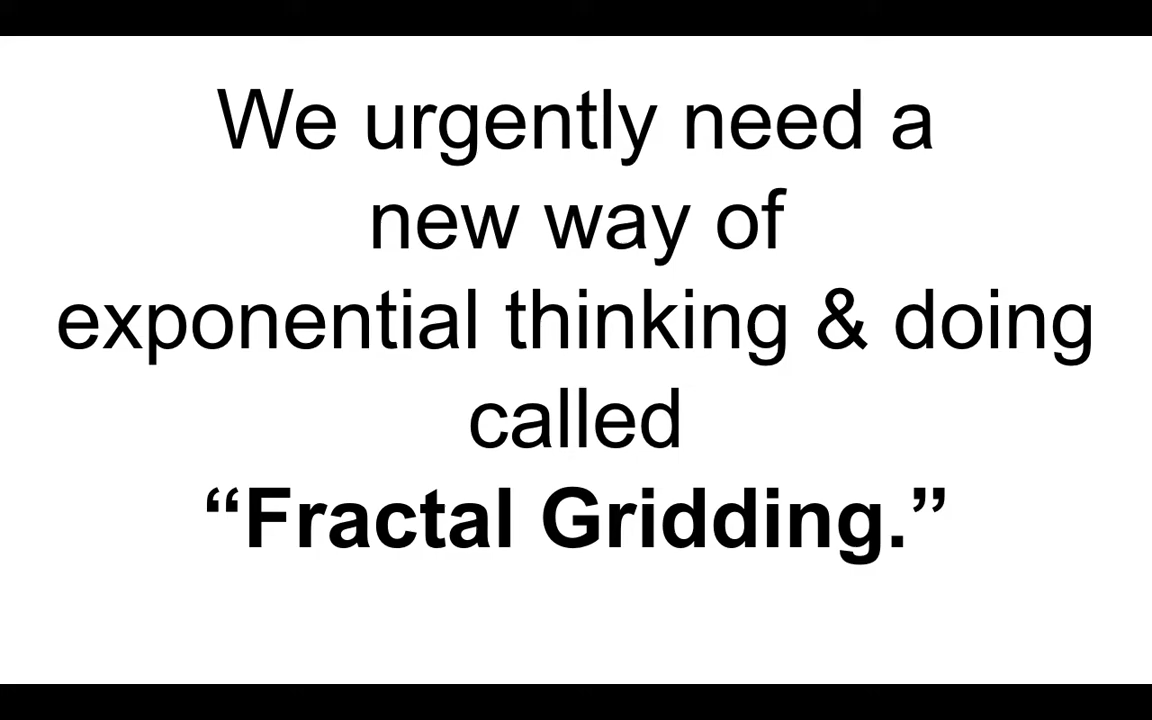 We urgently need a
new way of
exponential thinking & doing
called
“Fractal Gridding.”